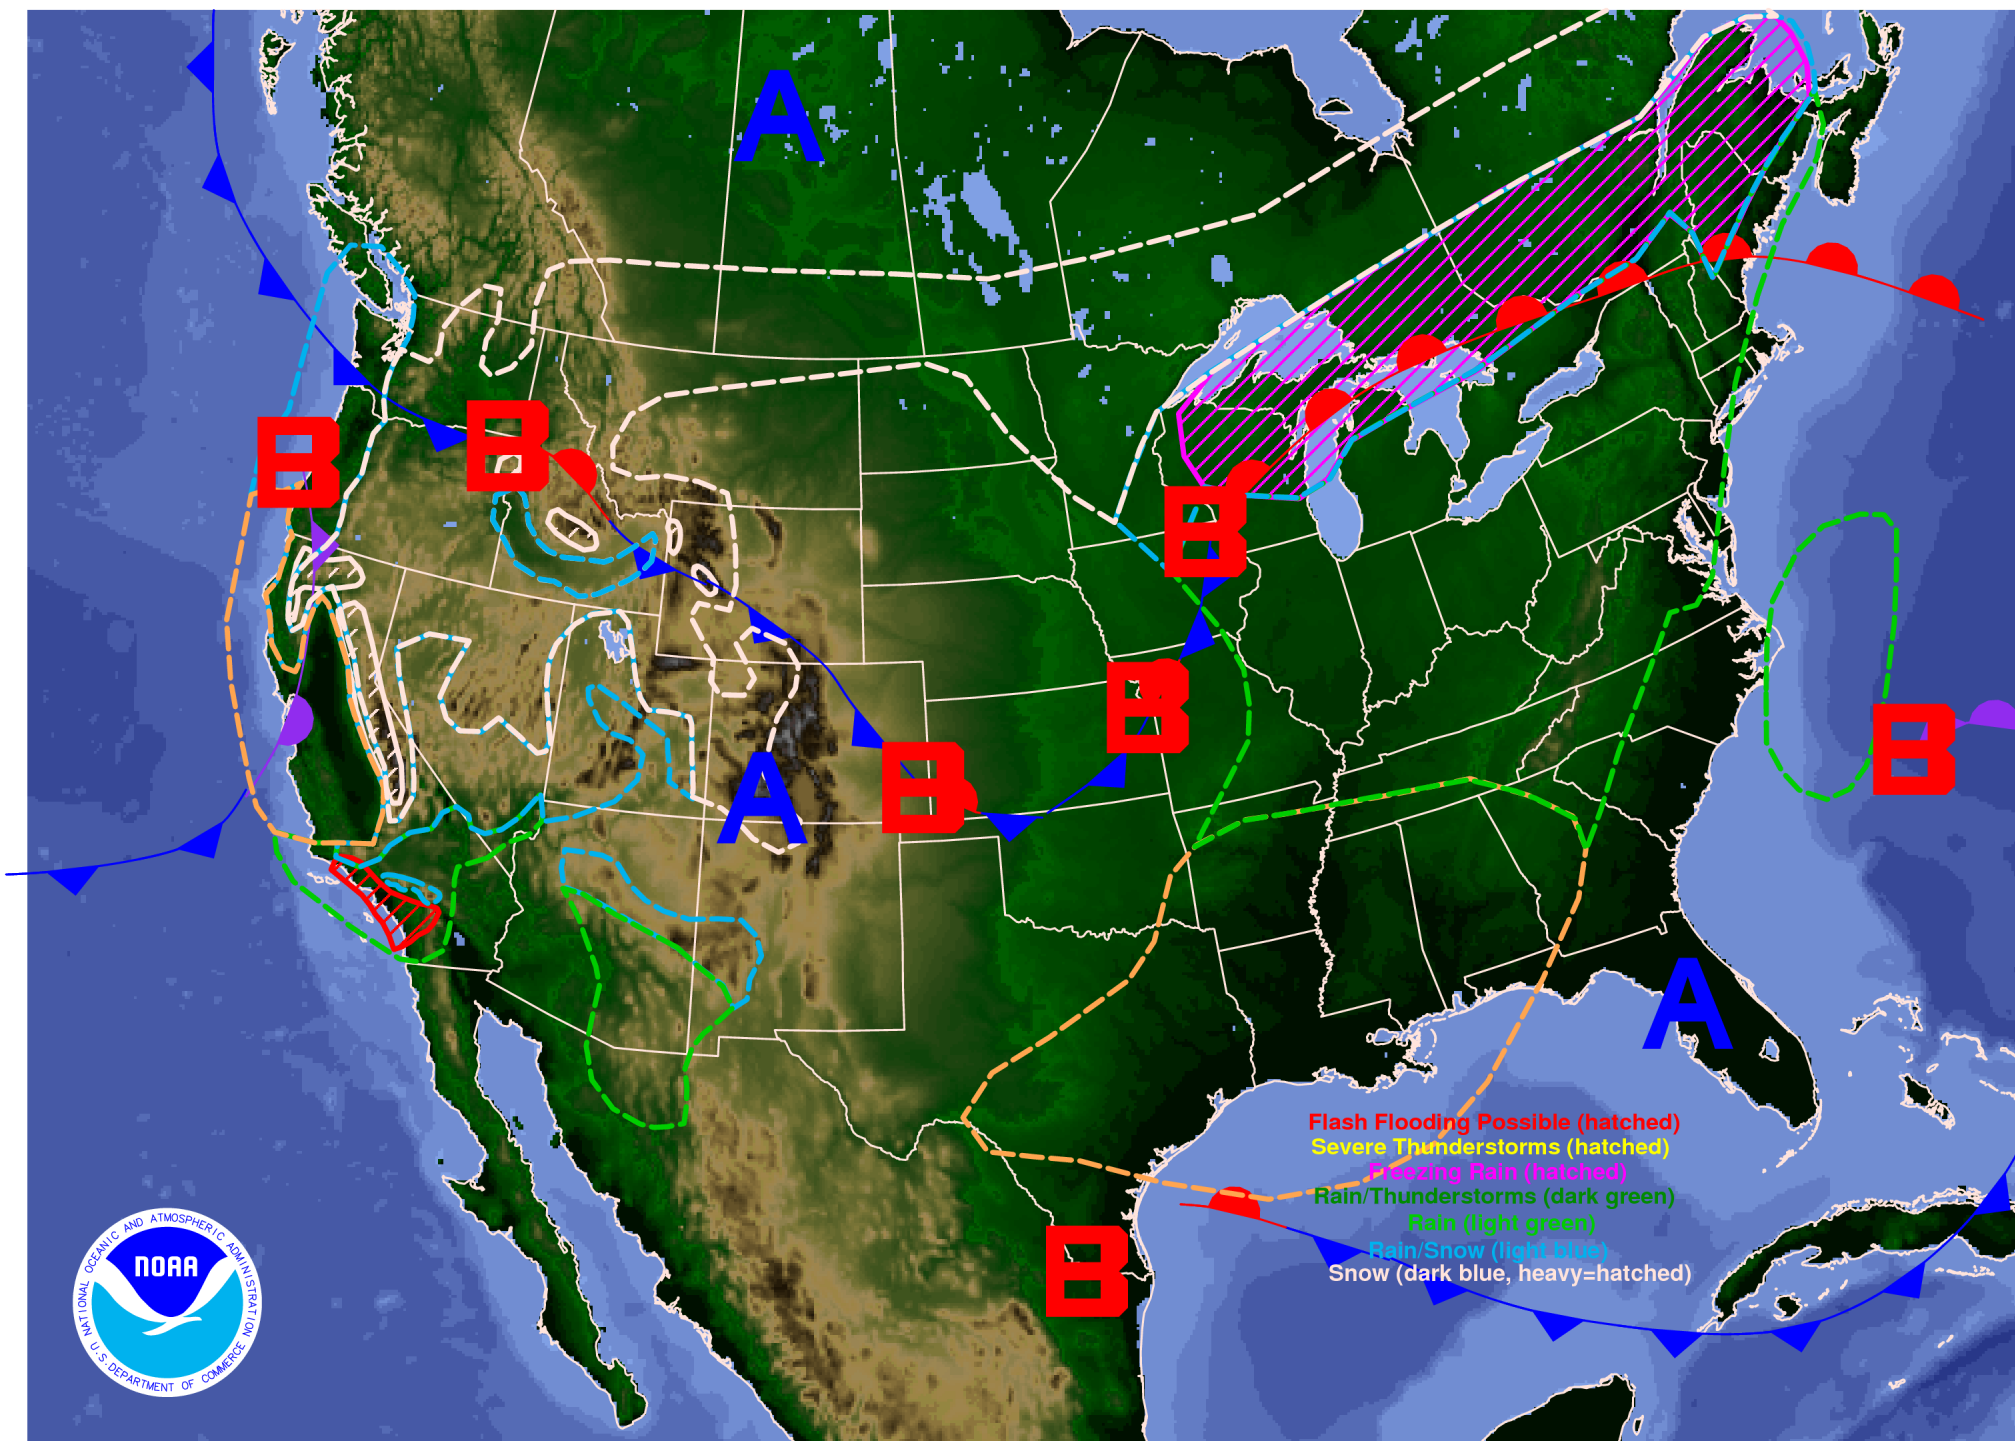 A
B
B
B
B
A
B
B
A
Flash Flooding Possible (hatched)
Severe Thunderstorms (hatched)
Freezing Rain (hatched)
Rain/Thunderstorms (dark green)
Rain (light green)
Rain/Snow (light blue)
Snow (dark blue, heavy=hatched)
B
NATIONAL OCEANIC AND ATMOSPHERIC ADMINISTRATION
NOAA
U.S. DEPARTMENT OF COMMERCE